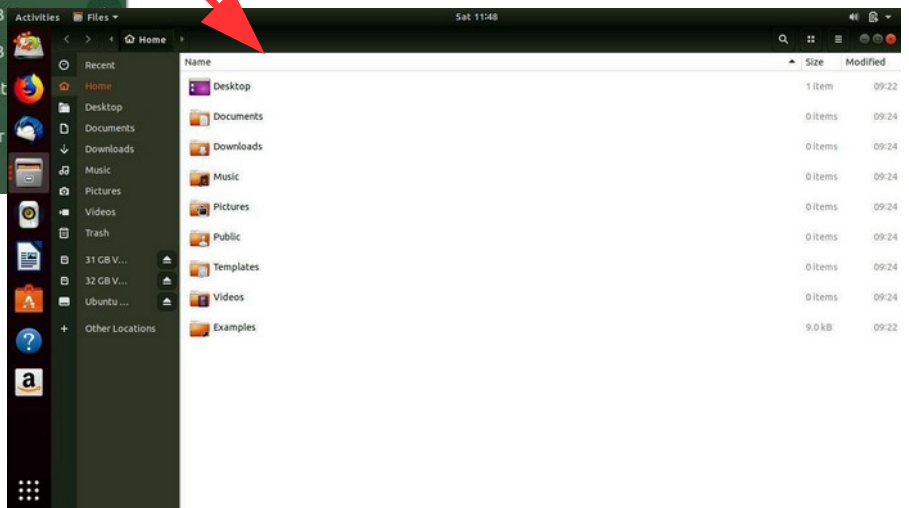 Activities Files Sat 11:48
Home
Name Size Modified
Recent
Home
Desktop
Documents
Downloads
Music
Pictures
Videos
Trash
31 GB V...
32 GB V...
Ubuntu ...
Other Locations
Desktop 1 item 09:22
Documents 0 items 09:24
Downloads 0 items 09:24
Music 0 items 09:24
Pictures 0 items 09:24
Public 0 items 09:24
Templates 0 items 09:24
Videos 0 items 09:24
Examples 9.0 kB 09:22
a